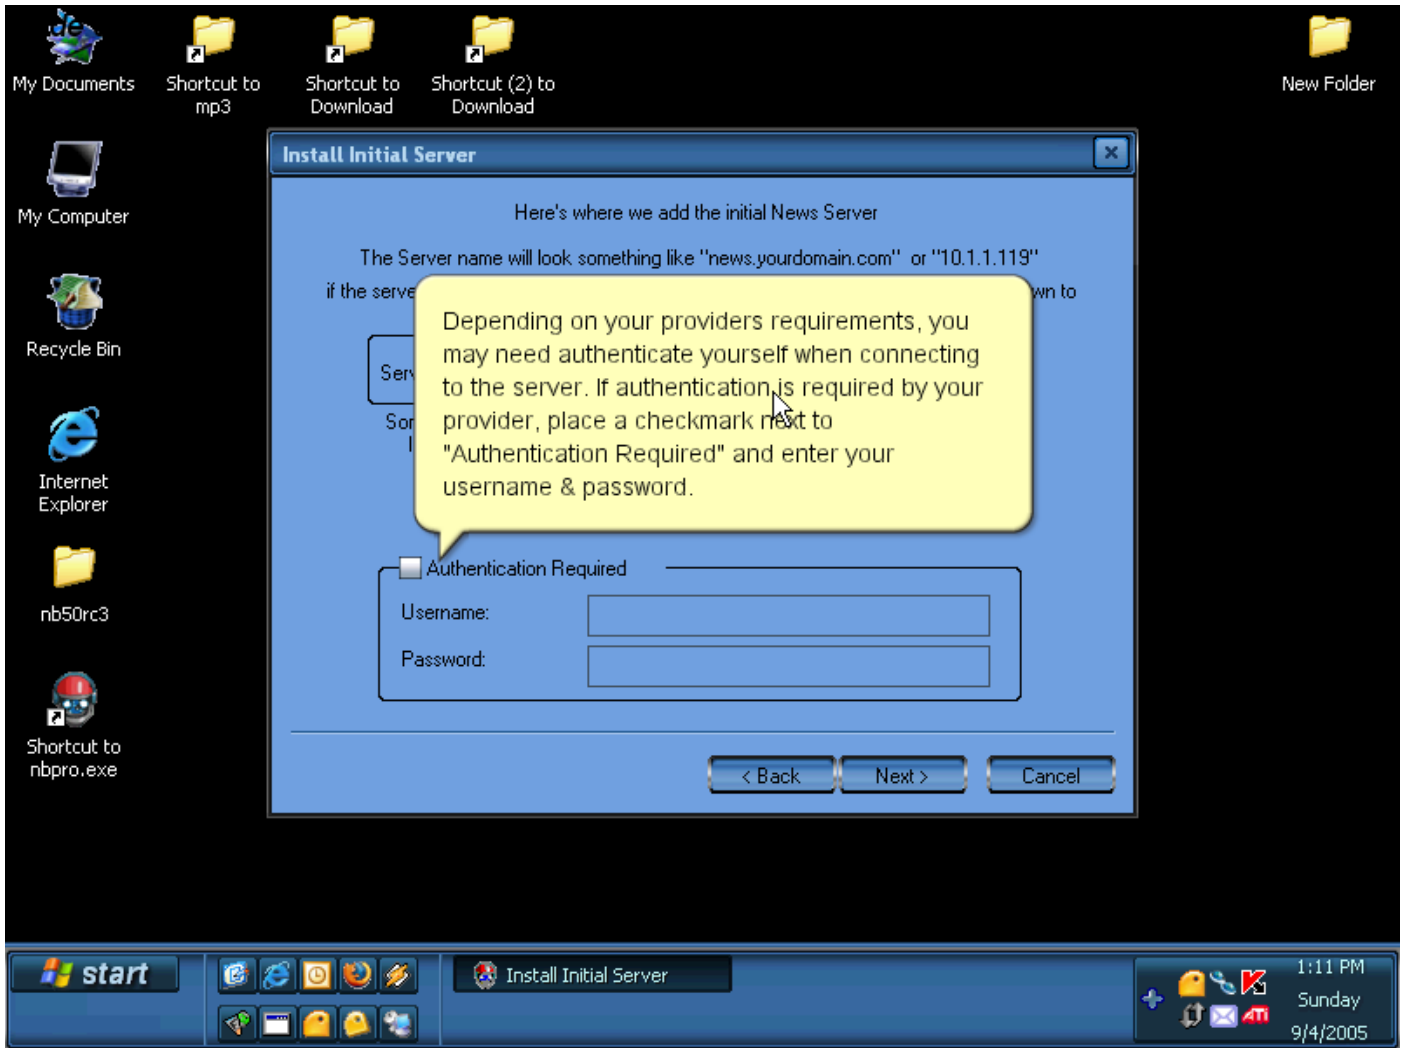 My Documents
Shortcut to
mp3
Shortcut to
Download
Shortcut (2) to
Download
New Folder
My Computer
Recycle Bin
Internet
Explorer
nb50rc3
Shortcut to
nbpro.exe
Install Initial Server
Here's where we add the initial News Server
The Server name will look something like "news.yourdomain.com" or "10.1.1.119"
if the serve
wn to
Serv
Sor
Depending on your providers requirements, you
may need authenticate yourself when connecting
to the server. If authentication is required by your
provider, place a checkmark next to
"Authentication Required" and enter your
username & password.
Authentication Required
Username:
Password:
< Back
Next >
Cancel
start
Install Initial Server
ATI
1:11 PM
Sunday
9/4/2005